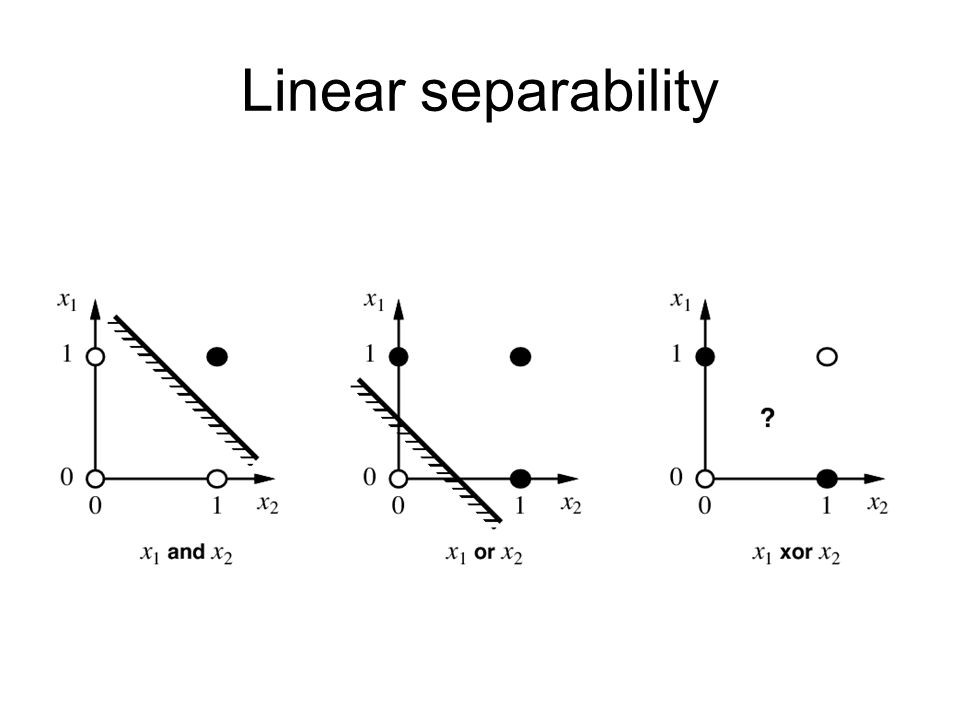 Linear separability
x1
1
0
0 1 x2
x1 and x2
x1
1
0
0 1 x2
x1 or x2
x1
1
?
0
0 1 x2
x1 xor x2